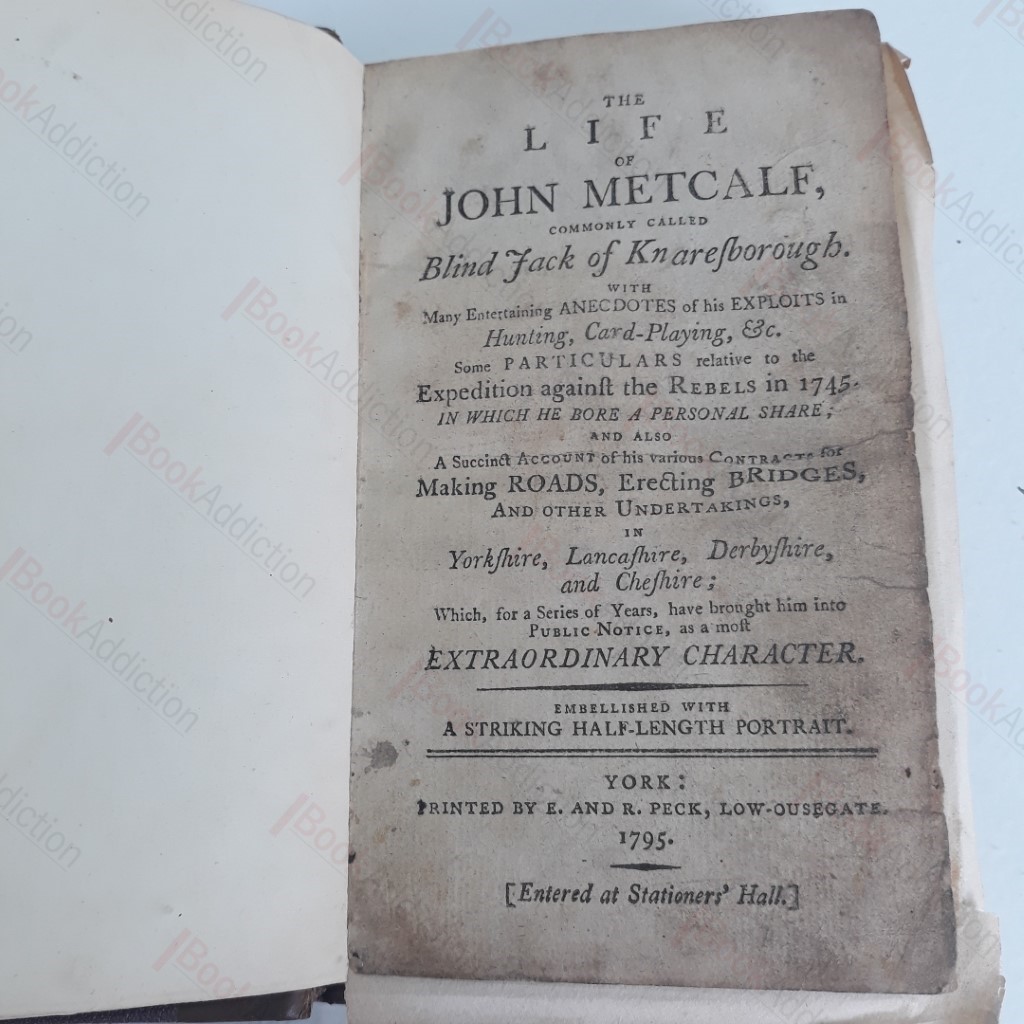 THE
LIFE
OF
JOHN METCALF,
COMMONLY CALLED
Blind Jack of Knareſborough.
WITH
Many Entertaining ANECDOTES of his EXPLOITS in
Hunting, Card-Playing, &c.
Some PARTICULARS relative to the
Expedition againſt the REBELS in 1745.
IN WHICH HE BORE A PERSONAL SHARE;
AND ALSO
A Succinct ACCOUNT of his various CONTRACTS for
Making ROADS, Erecting BRIDGES,
AND OTHER UNDERTAKINGS,
IN
Yorkſhire, Lancaſhire, Derbyſhire,
and Cheſhire;
Which, for a Series of Years, have brought him into
PUBLIC NOTICE, as a moſt
EXTRAORDINARY CHARACTER.
EMBELLISHED WITH
A STRIKING HALF-LENGTH PORTRAIT.
YORK:
PRINTED BY E. AND R. PECK, LOW-OUSEGATE.
1795.
[Entered at Stationers' Hall.]
BookAddiction